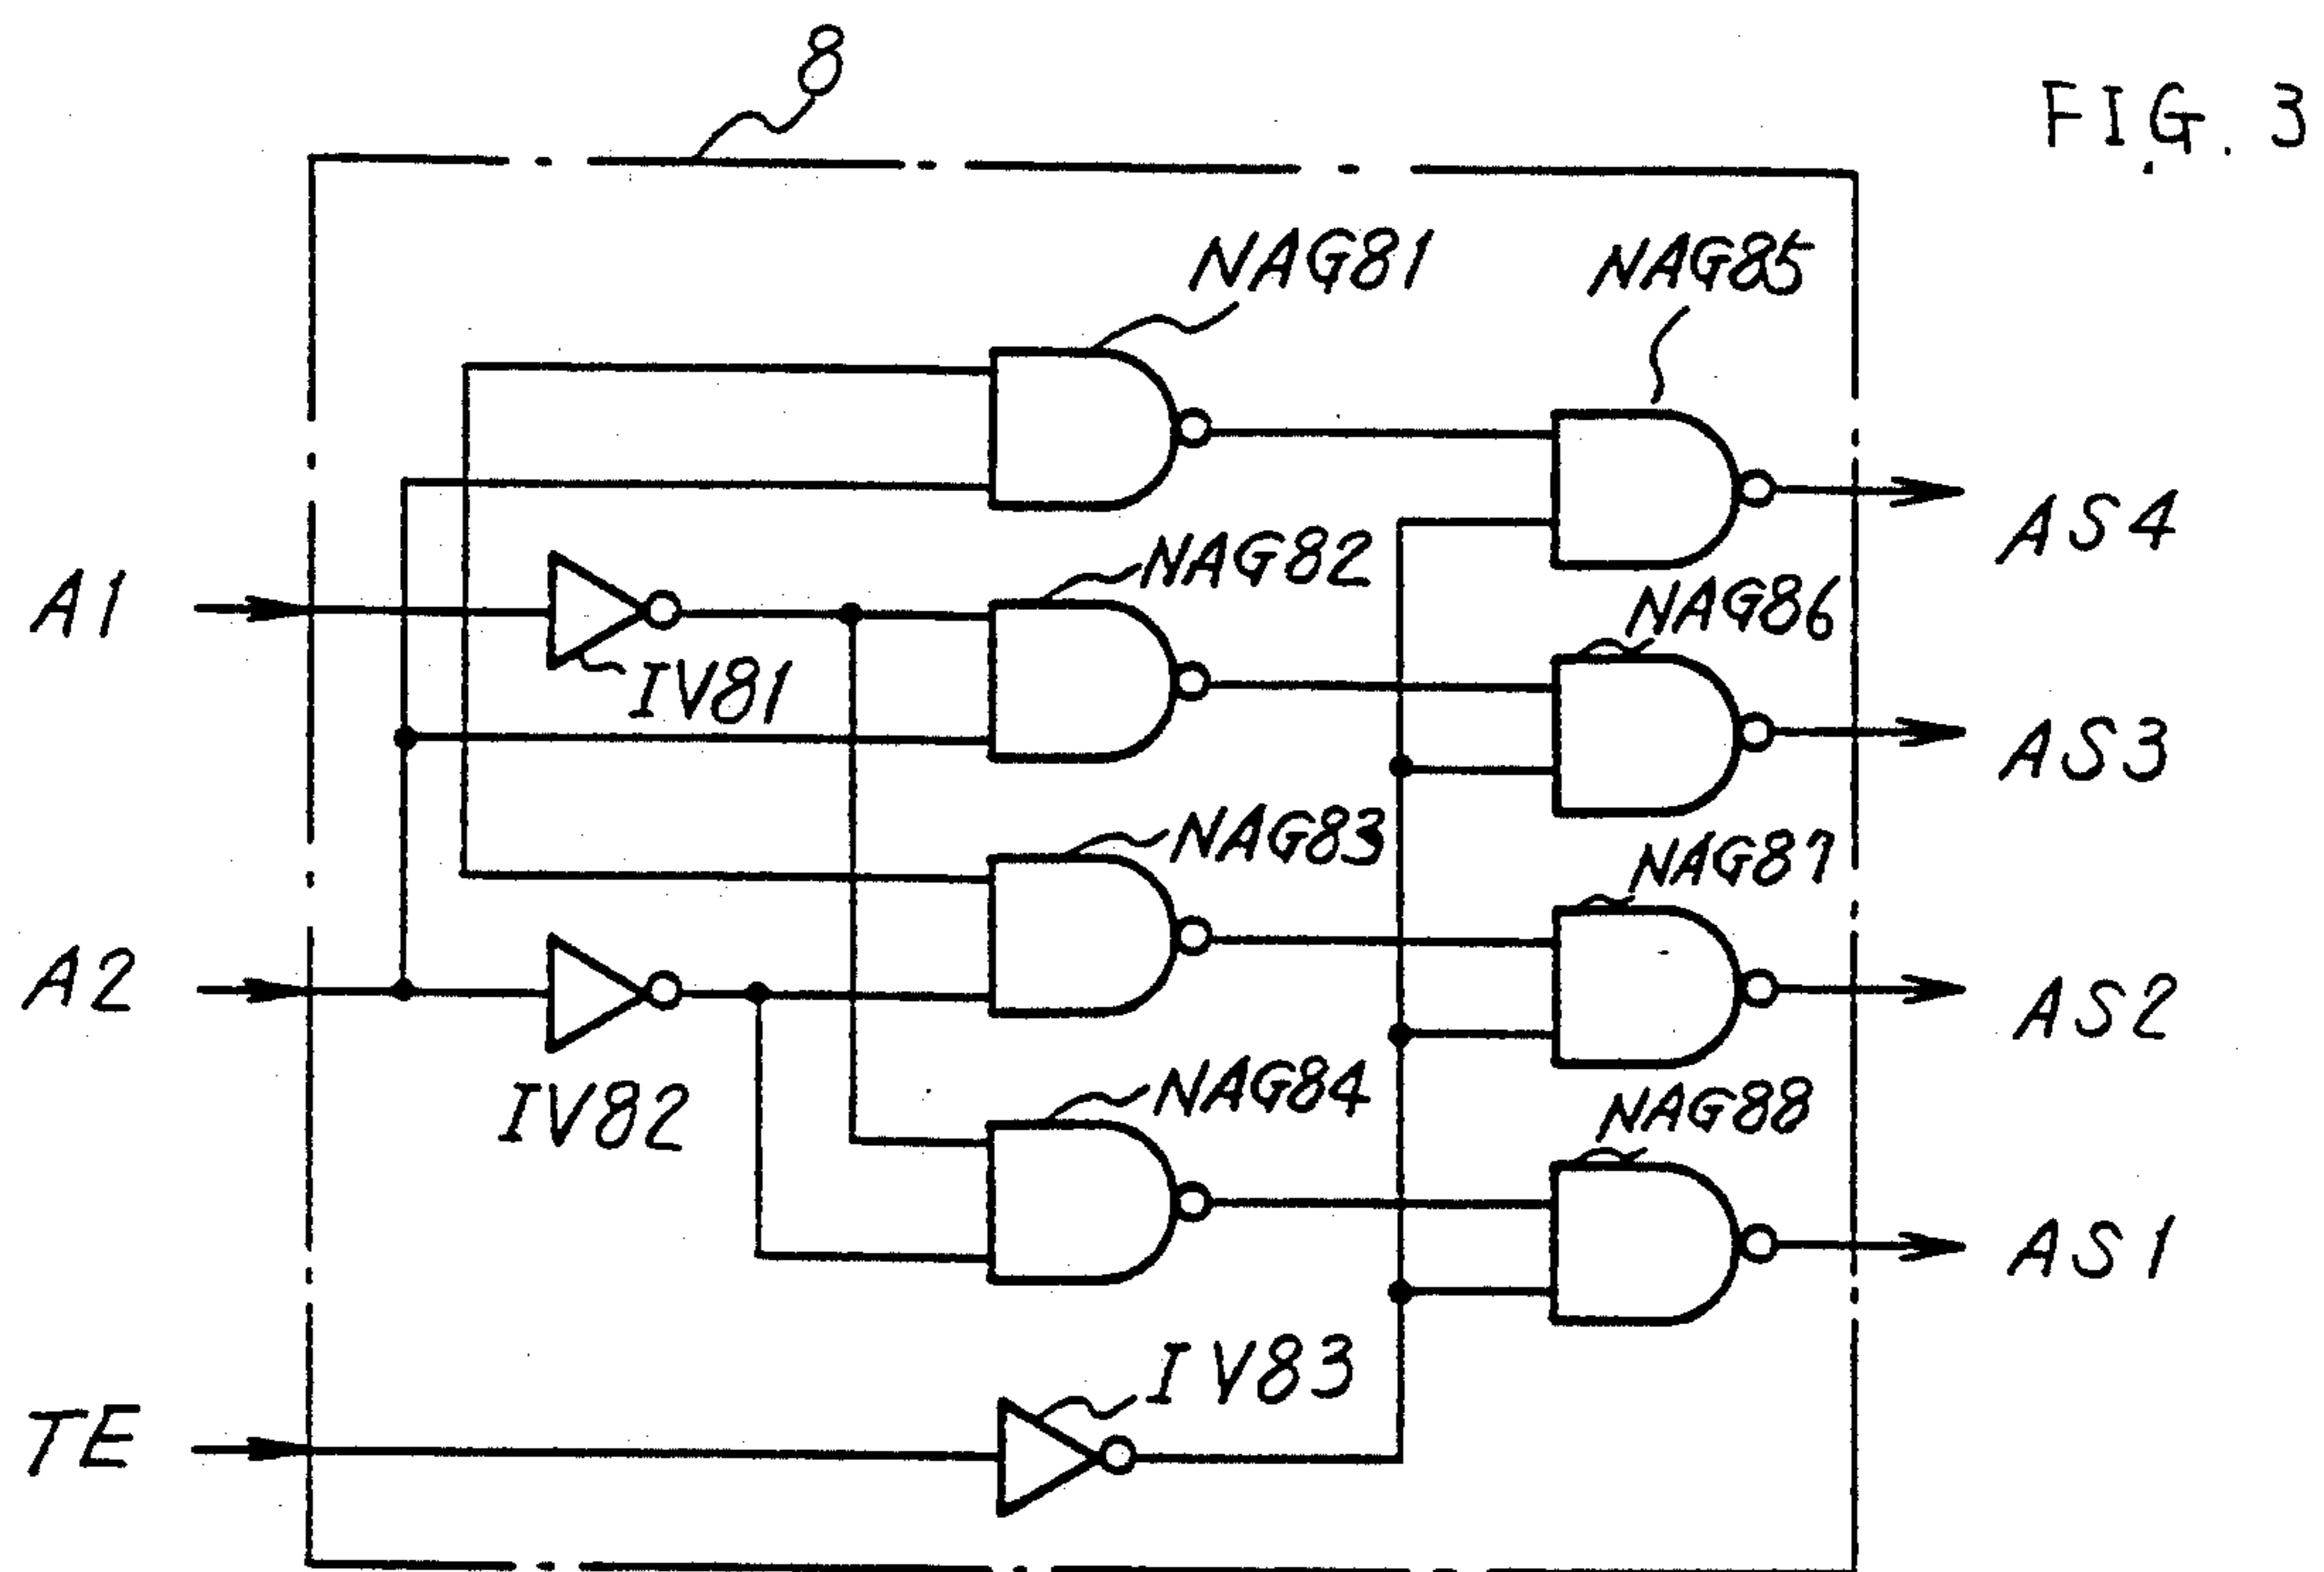 8
FIG. 3
NAG81
NAG85
AS4
NAG82
A1
NAG86
IV81
AS3
NAG83
NAG87
A2
AS2
NAG84
IV82
NAG88
AS1
IV83
TE